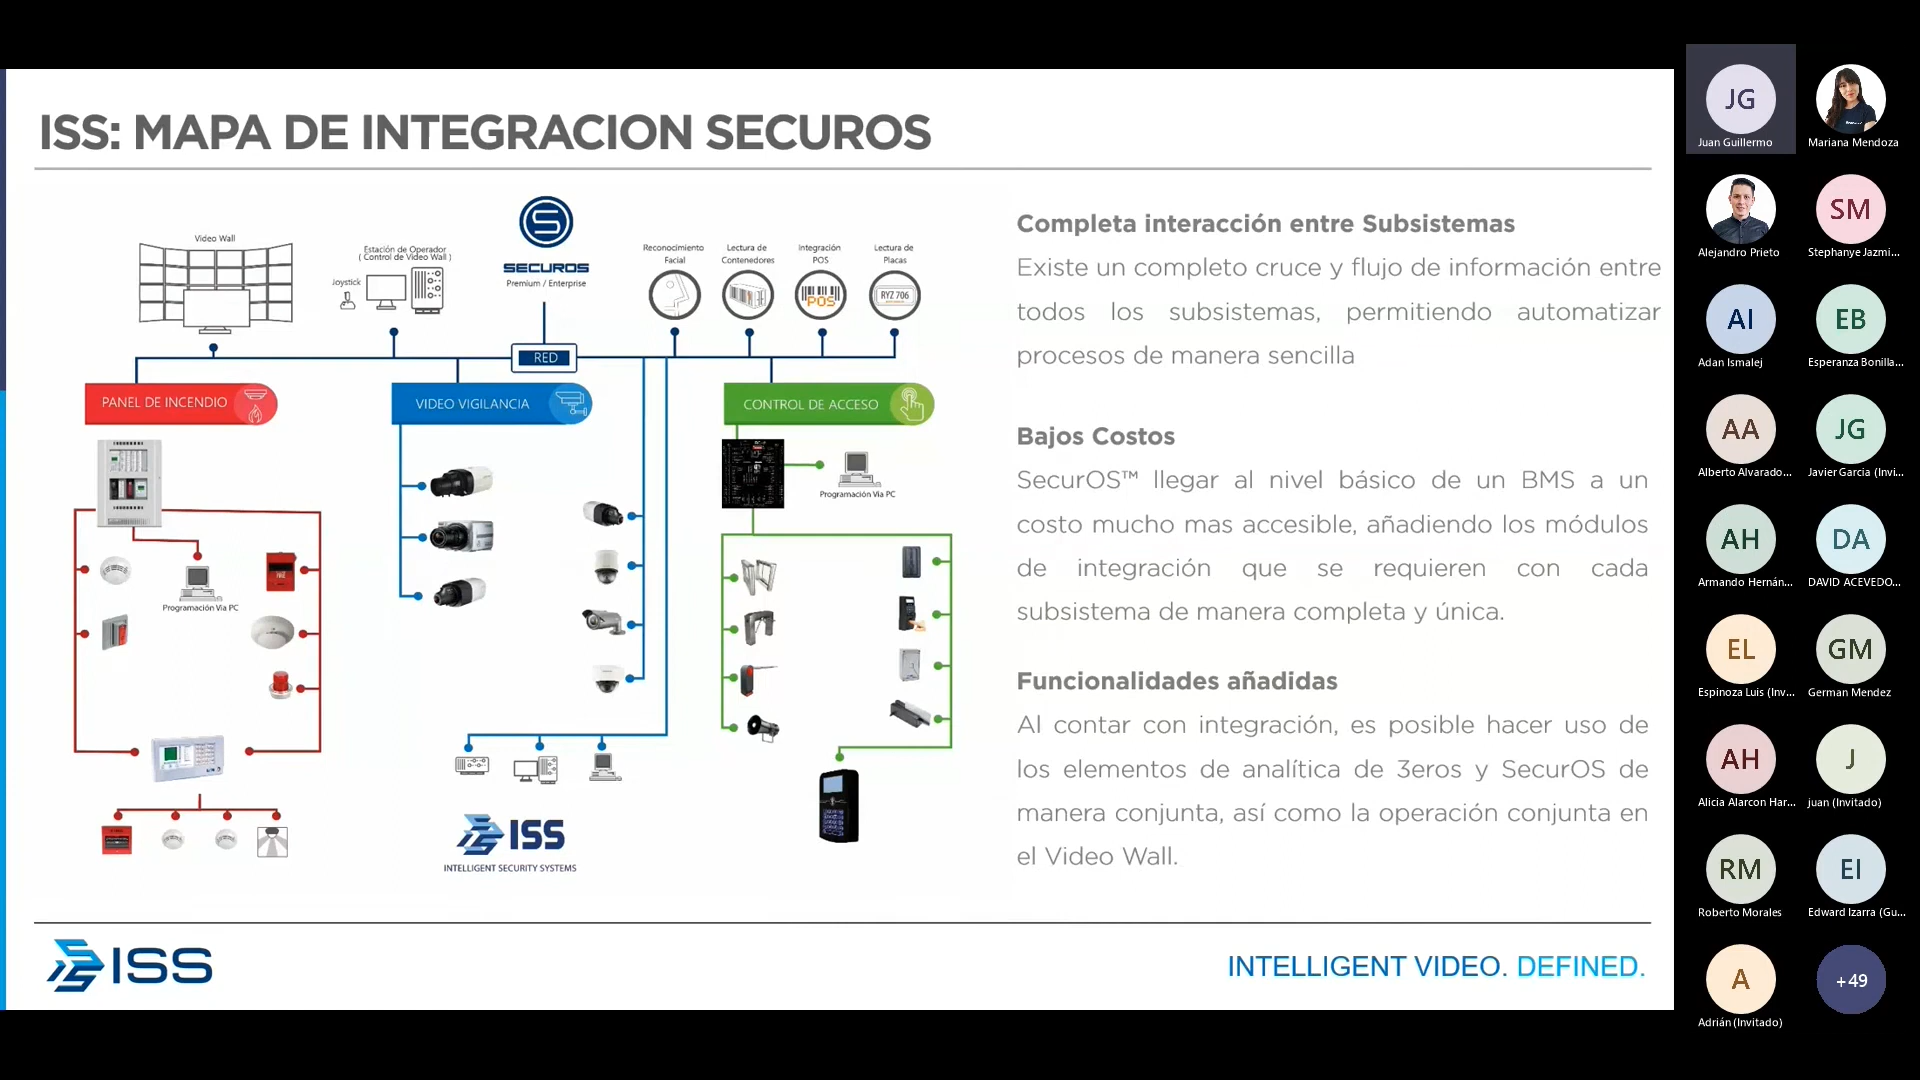 ISS: MAPA DE INTEGRACION SECUROS
Video Wall
Estación de Operador
( Control de Video Wall )
Joystick
SECUROS
Premium / Enterprise
Reconocimiento
Facial
Lectura de
Contenedores
Integración
POS
Lectura de
Placas
POS
RYZ 706
RED
PANEL DE INCENDIO
VIDEO VIGILANCIA
CONTROL DE ACCESO
Programación Via PC
Programación Via PC
ISS
INTELLIGENT SECURITY SYSTEMS
Completa interacción entre Subsistemas
Existe un completo cruce y flujo de información entre
todos los subsistemas, permitiendo automatizar
procesos de manera sencilla
Bajos Costos
SecurOS™ llegar al nivel básico de un BMS a un
costo mucho mas accesible, añadiendo los módulos
de integración que se requieren con cada
subsistema de manera completa y única.
Funcionalidades añadidas
Al contar con integración, es posible hacer uso de
los elementos de analítica de 3eros y SecurOS de
manera conjunta, así como la operación conjunta en
el Video Wall.
ISS
INTELLIGENT VIDEO. DEFINED.
JG
Juan Guillermo
Mariana Mendoza
Alejandro Prieto
SM
Stephanye Jazmi...
AI
Adan Ismalej
EB
Esperanza Bonilla...
AA
Alberto Alvarado...
JG
Javier Garcia (Invi...
AH
Armando Hernán...
DA
DAVID ACEVEDO...
EL
Espinoza Luis (Inv...
GM
German Mendez
AH
Alicia Alarcon Har...
J
juan (Invitado)
RM
Roberto Morales
EI
Edward Izarra (Gu...
A
Adrián (Invitado)
+49